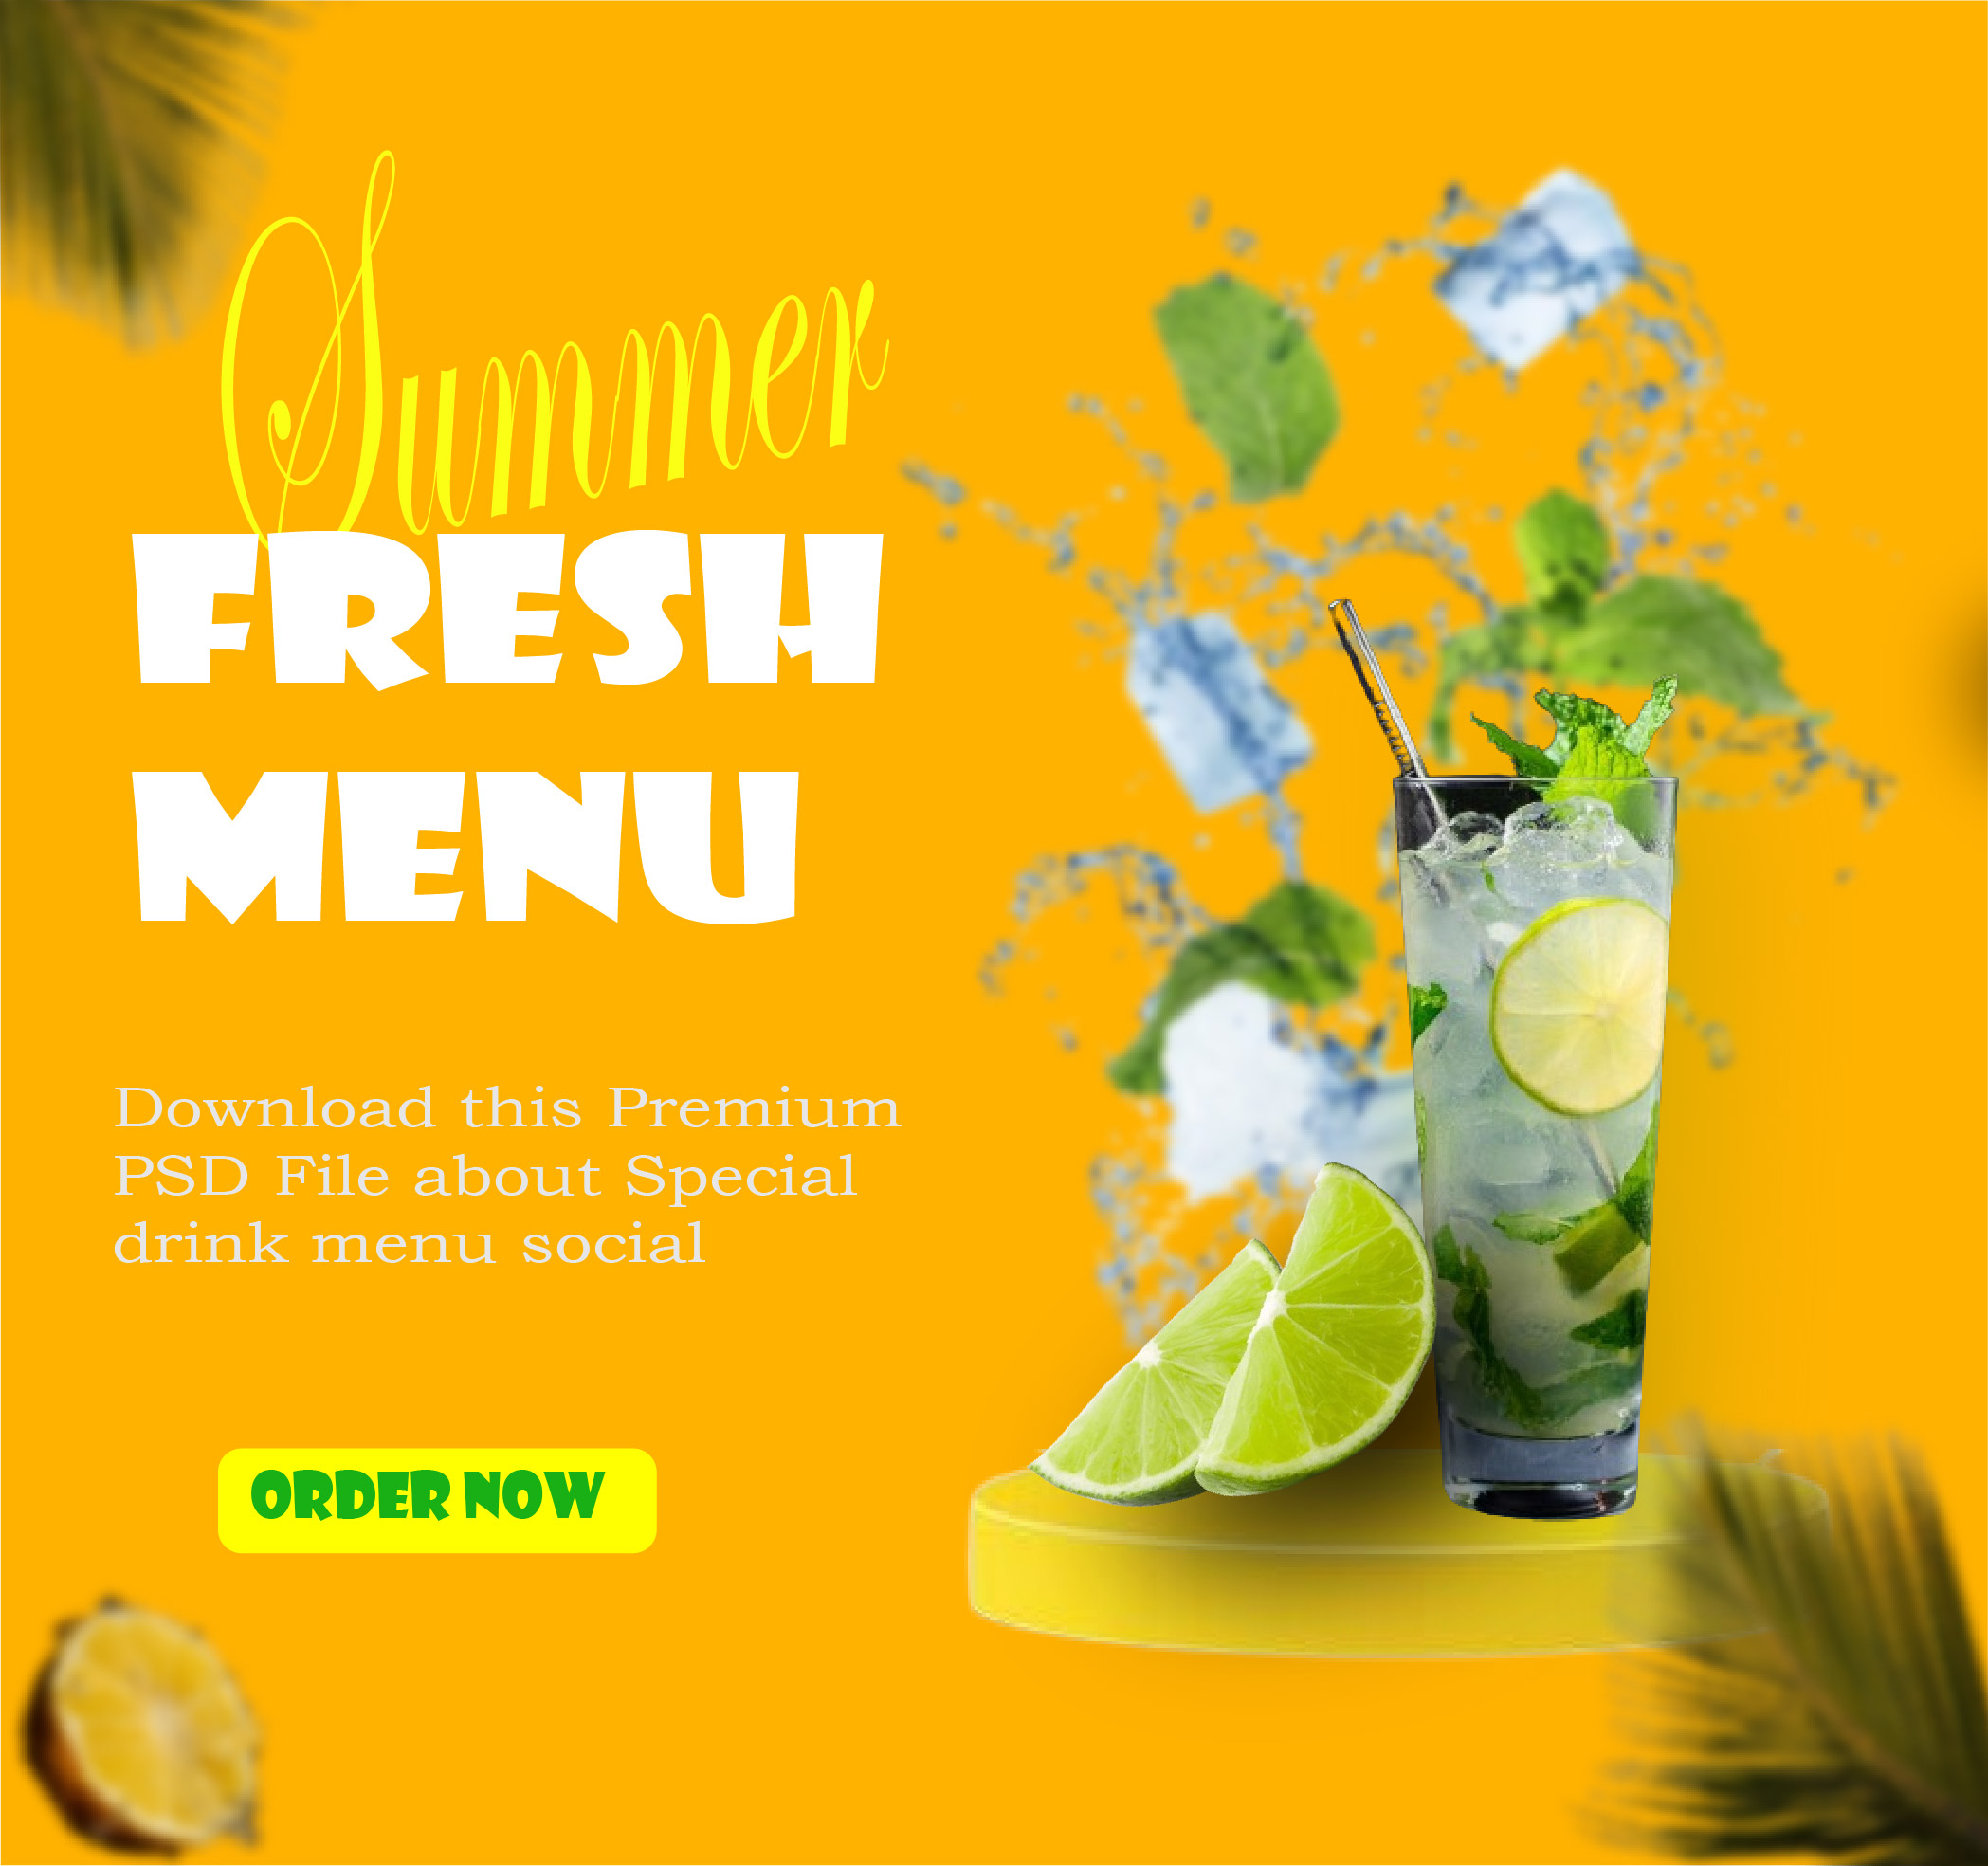 Summer
FRESH
MENU
Download this Premium
PSD File about Special
drink menu social
ORDER NOW